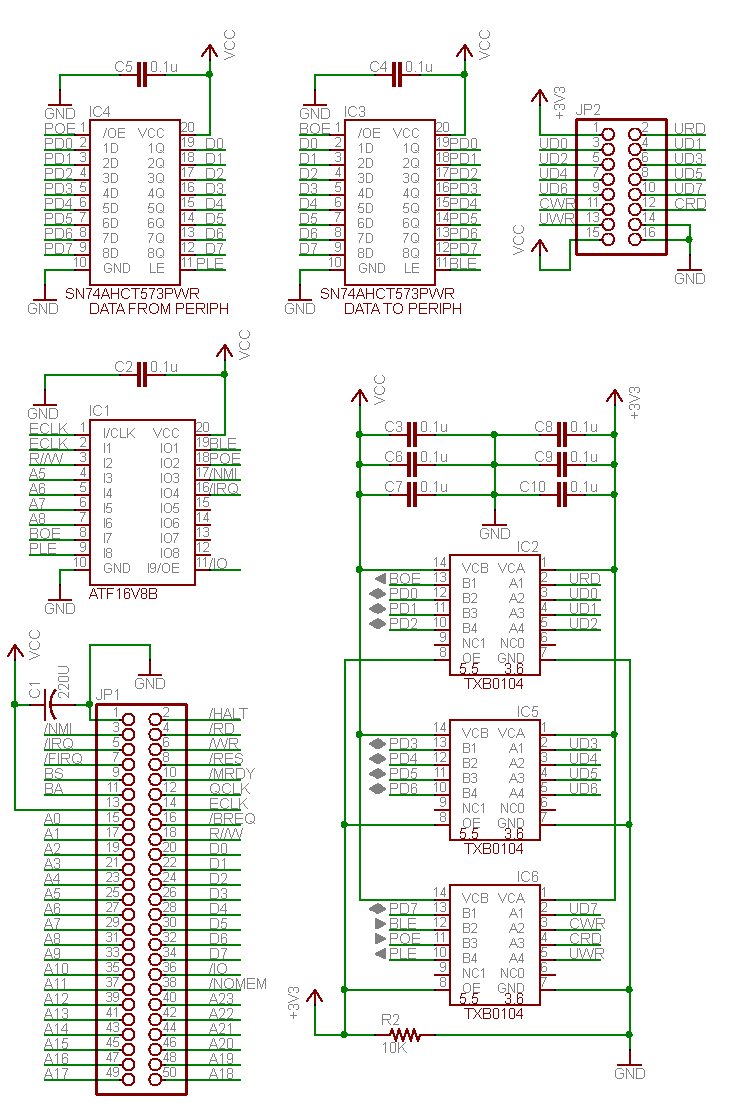 C5 0.1u VCC
GND
IC4
POE 1 /OE VCC 20
PD0 2 1D 1Q 19 D0
PD1 3 2D 2Q 18 D1
PD2 4 3D 3Q 17 D2
PD3 5 4D 4Q 16 D3
PD4 6 5D 5Q 15 D4
PD5 7 6D 6Q 14 D5
PD6 8 7D 7Q 13 D6
PD7 9 8D 8Q 12 D7
10 GND LE 11 PLE
GND
SN74AHCT573PWR
DATA FROM PERIPH
C4 0.1u VCC
GND
IC3
BOE 1 /OE VCC 20
D0 2 1D 1Q 19 PD0
D1 3 2D 2Q 18 PD1
D2 4 3D 3Q 17 PD2
D3 5 4D 4Q 16 PD3
D4 6 5D 5Q 15 PD4
D5 7 6D 6Q 14 PD5
D6 8 7D 7Q 13 PD6
D7 9 8D 8Q 12 PD7
10 GND LE 11 BLE
GND
SN74AHCT573PWR
DATA TO PERIPH
+3V3
JP2
1 2 URD
UD0 3 4 UD1
UD2 5 6 UD3
UD4 7 8 UD5
UD6 9 10 UD7
CWR 11 12 CRD
UWR 13 14
VCC 15 16
GND
C2 0.1u VCC
GND
IC1
ECLK 1 I/CLK VCC 20
ECLK 2 I1 IO1 19 BLE
R//W 3 I2 IO2 18 POE
A5 4 I3 IO3 17 /NMI
A6 5 I4 IO4 16 /IRQ
A7 6 I5 IO5 15
A8 7 I6 IO6 14
BOE 8 I7 IO7 13
PLE 9 I8 IO8 12
10 GND I9/OE 11 /IO
GND
ATF16V8B
VCC +3V3
C3 0.1u C8 0.1u
C6 0.1u C9 0.1u
C7 0.1u C10 0.1u
GND
IC2
14 VCB VCA 1
BOE 13 B1 A1 2 URD
PD0 12 B2 A2 3 UD0
PD1 11 B3 A3 4 UD1
PD2 10 B4 A4 5 UD2
9 NC1 NC0 6
8 OE GND 7
5.5 3.6
TXB0104
IC5
14 VCB VCA 1
PD3 13 B1 A1 2 UD3
PD4 12 B2 A2 3 UD4
PD5 11 B3 A3 4 UD5
PD6 10 B4 A4 5 UD6
9 NC1 NC0 6
8 OE GND 7
5.5 3.6
TXB0104
IC6
14 VCB VCA 1
PD7 13 B1 A1 2 UD7
BLE 12 B2 A2 3 CWR
POE 11 B3 A3 4 CRD
PLE 10 B4 A4 5 UWR
9 NC1 NC0 6
8 OE GND 7
5.5 3.6
TXB0104
+3V3
R2
10K
GND
VCC
C1 220U
GND
JP1
1 2 /HALT
/NMI 3 4 /RD
/IRQ 5 6 /WR
/FIRQ 7 8 /RES
BS 9 10 /MRDY
BA 11 12 QCLK
13 14 ECLK
A0 15 16 /BREQ
A1 17 18 R//W
A2 19 20 D0
A3 21 22 D1
A4 23 24 D2
A5 25 26 D3
A6 27 28 D4
A7 29 30 D5
A8 31 32 D6
A9 33 34 D7
A10 35 36 /IO
A11 37 38 /NOMEM
A12 39 40 A23
A13 41 42 A22
A14 43 44 A21
A15 45 46 A20
A16 47 48 A19
A17 49 50 A18